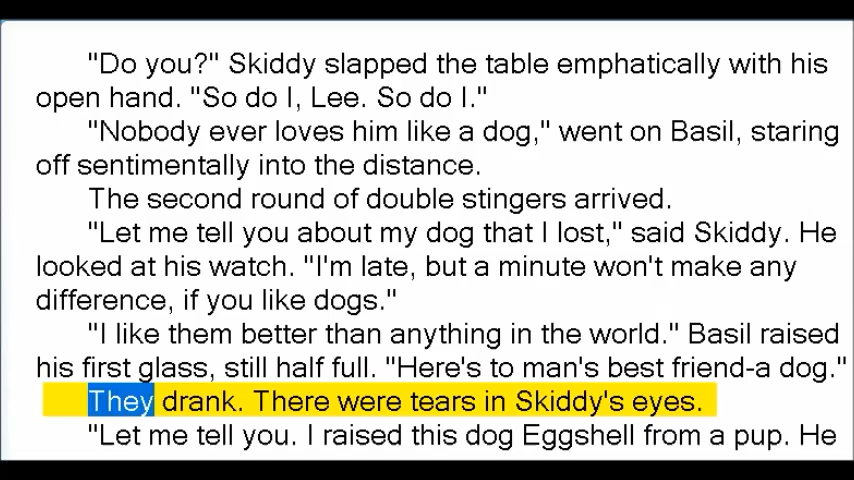 "Do you?" Skiddy slapped the table emphatically with his
open hand. "So do I, Lee. So do I."
"Nobody ever loves him like a dog," went on Basil, staring
off sentimentally into the distance.
The second round of double stingers arrived.
"Let me tell you about my dog that I lost," said Skiddy. He
looked at his watch. "I'm late, but a minute won't make any
difference, if you like dogs."
"I like them better than anything in the world." Basil raised
his first glass, still half full. "Here's to man's best friend-a dog."
They drank. There were tears in Skiddy's eyes.
"Let me tell you. I raised this dog Eggshell from a pup. He